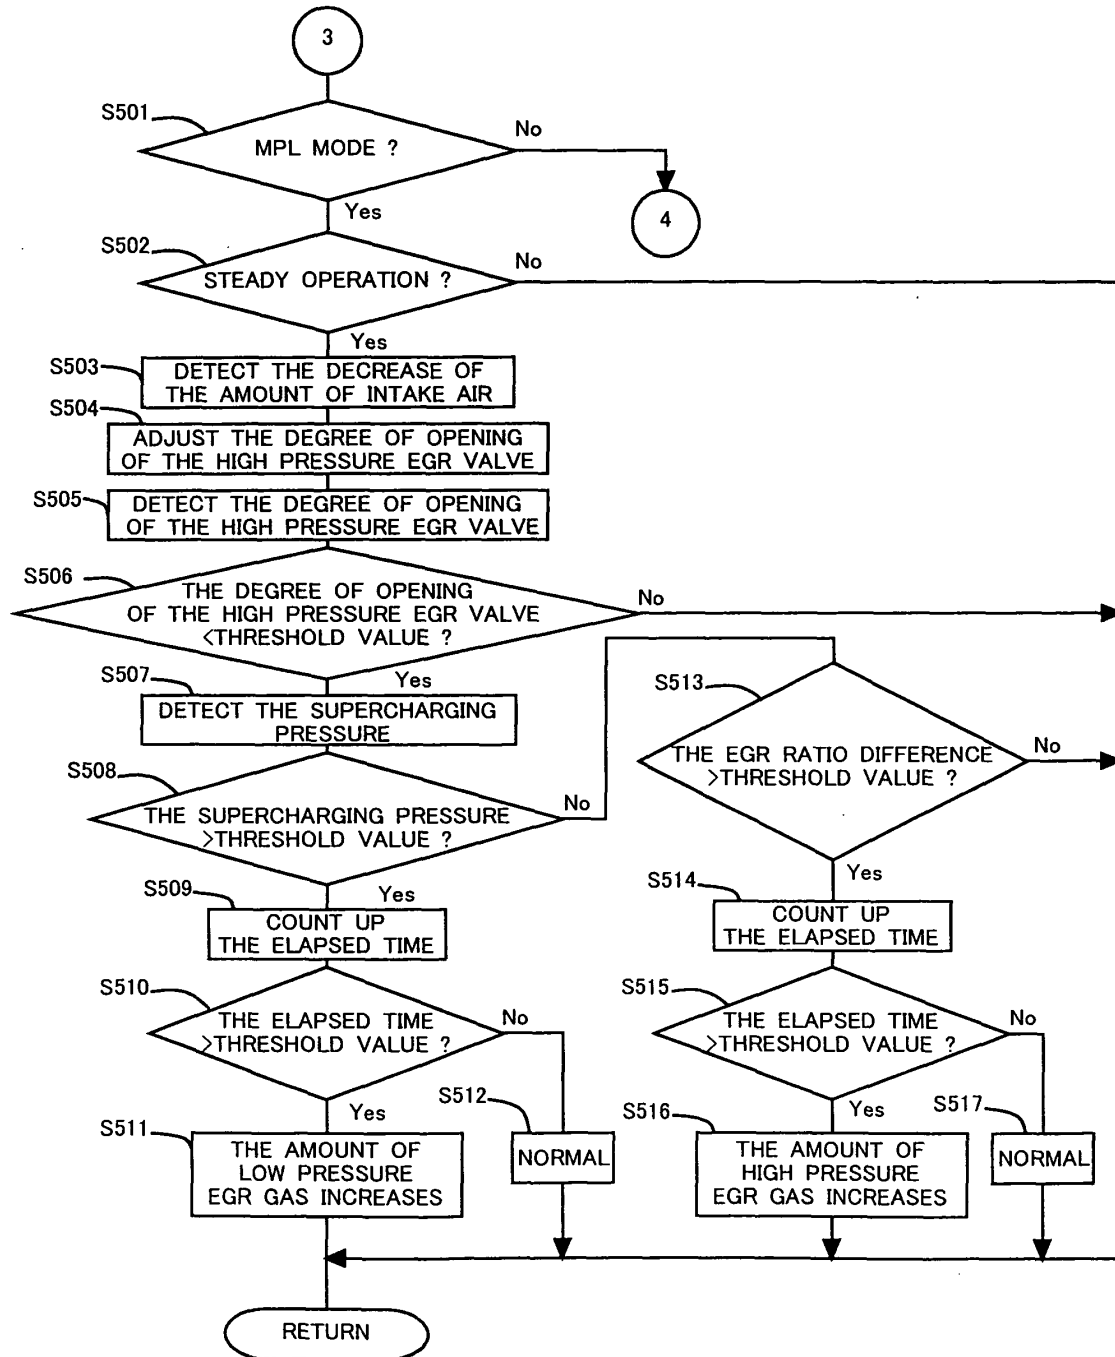 3
S501
MPL MODE ?
No
4
Yes
S502
STEADY OPERATION ?
No
Yes
S503
DETECT THE DECREASE OF
THE AMOUNT OF INTAKE AIR
S504
ADJUST THE DEGREE OF OPENING
OF THE HIGH PRESSURE EGR VALVE
S505
DETECT THE DEGREE OF OPENING
OF THE HIGH PRESSURE EGR VALVE
S506
THE DEGREE OF OPENING
OF THE HIGH PRESSURE EGR VALVE
<THRESHOLD VALUE ?
No
Yes
S507
DETECT THE SUPERCHARGING
PRESSURE
S508
THE SUPERCHARGING PRESSURE
>THRESHOLD VALUE ?
No
Yes
S509
COUNT UP
THE ELAPSED TIME
S510
THE ELAPSED TIME
>THRESHOLD VALUE ?
No
Yes
S511
THE AMOUNT OF
LOW PRESSURE
EGR GAS INCREASES
S512
NORMAL
S513
THE EGR RATIO DIFFERENCE
>THRESHOLD VALUE ?
No
Yes
S514
COUNT UP
THE ELAPSED TIME
S515
THE ELAPSED TIME
>THRESHOLD VALUE ?
No
Yes
S516
THE AMOUNT OF
HIGH PRESSURE
EGR GAS INCREASES
S517
NORMAL
RETURN